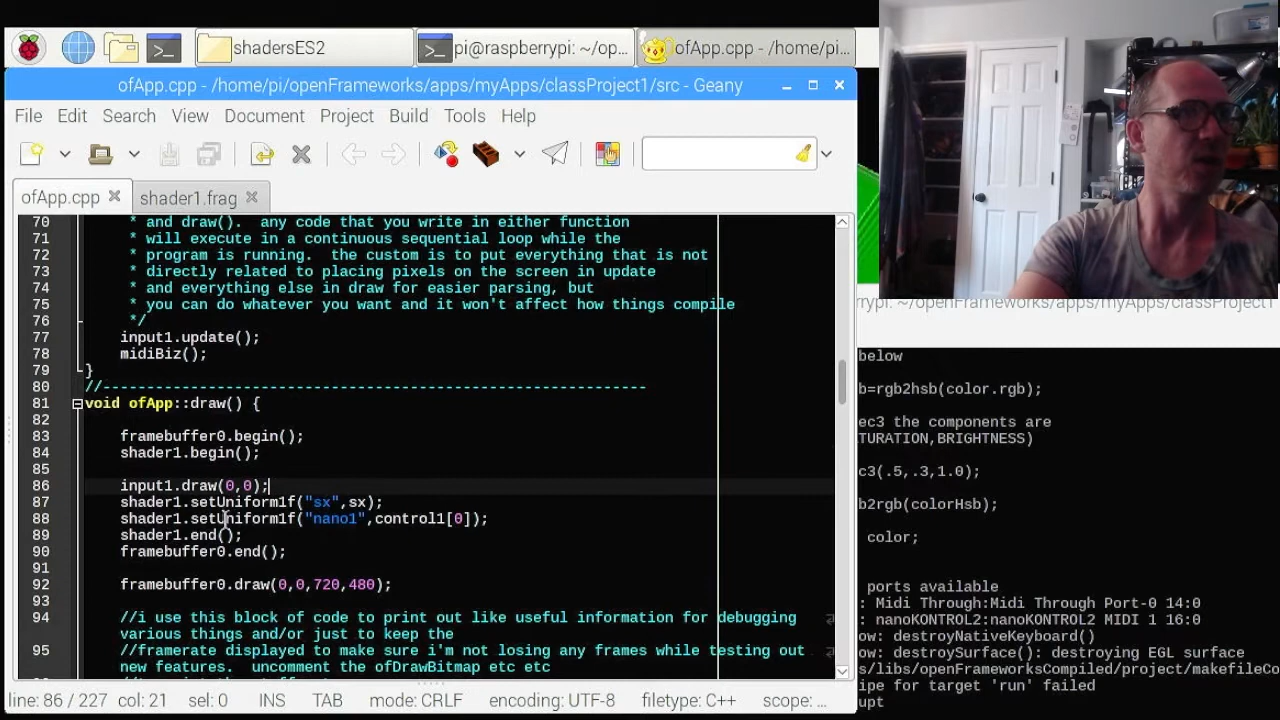 shadersES2
pi@raspberrypi: ~/op...
ofApp.cpp - /home/pi...
ofApp.cpp - /home/pi/openFrameworks/apps/myApps/classProject1/src - Geany
File Edit Search View Document Project Build Tools Help
ofApp.cpp
shader1.frag
70 * and draw().  any code that you write in either function
71 * will execute in a continuous sequential loop while the
72 * program is running.  the custom is to put everything that is not
73 * directly related to placing pixels on the screen in update
74 * and everything else in draw for easier parsing, but
75 * you can do whatever you want and it won't affect how things compile
76 */
77 input1.update();
78 midiBiz();
79 }
80 //--------------------------------------------------------------
81 void ofApp::draw() {
82
83 framebuffer0.begin();
84 shader1.begin();
85
86 input1.draw(0,0);
87 shader1.setUniform1f("sx",sx);
88 shader1.setUniform1f("nano1",control1[0]);
89 shader1.end();
90 framebuffer0.end();
91
92 framebuffer0.draw(0,0,720,480);
93
94 //i use this block of code to print out like useful information for debugging
various things and/or just to keep the
95 //framerate displayed to make sure i'm not losing any frames while testing out
new features.  uncomment the ofDrawBitmap etc etc
line: 86 / 227 col: 21 sel: 0 INS TAB mode: CRLF encoding: UTF-8 filetype: C++ scope: ...
rrypi: ~/openFrameworks/apps/myApps/classProject1
below
b=rgb2hsb(color.rgb);
ec3 the components are
TURATION,BRIGHTNESS)
c3(.5,.3,1.0);
b2rgb(colorHsb);
color;
ports available
: Midi Through:Midi Through Port-0 14:0
: nanoKONTROL2:nanoKONTROL2 MIDI 1 16:0
ow: destroyNativeKeyboard()
ow: destroySurface(): destroying EGL surface
s/libs/openFrameworksCompiled/project/makefileCo
ipe for target 'run' failed
upt